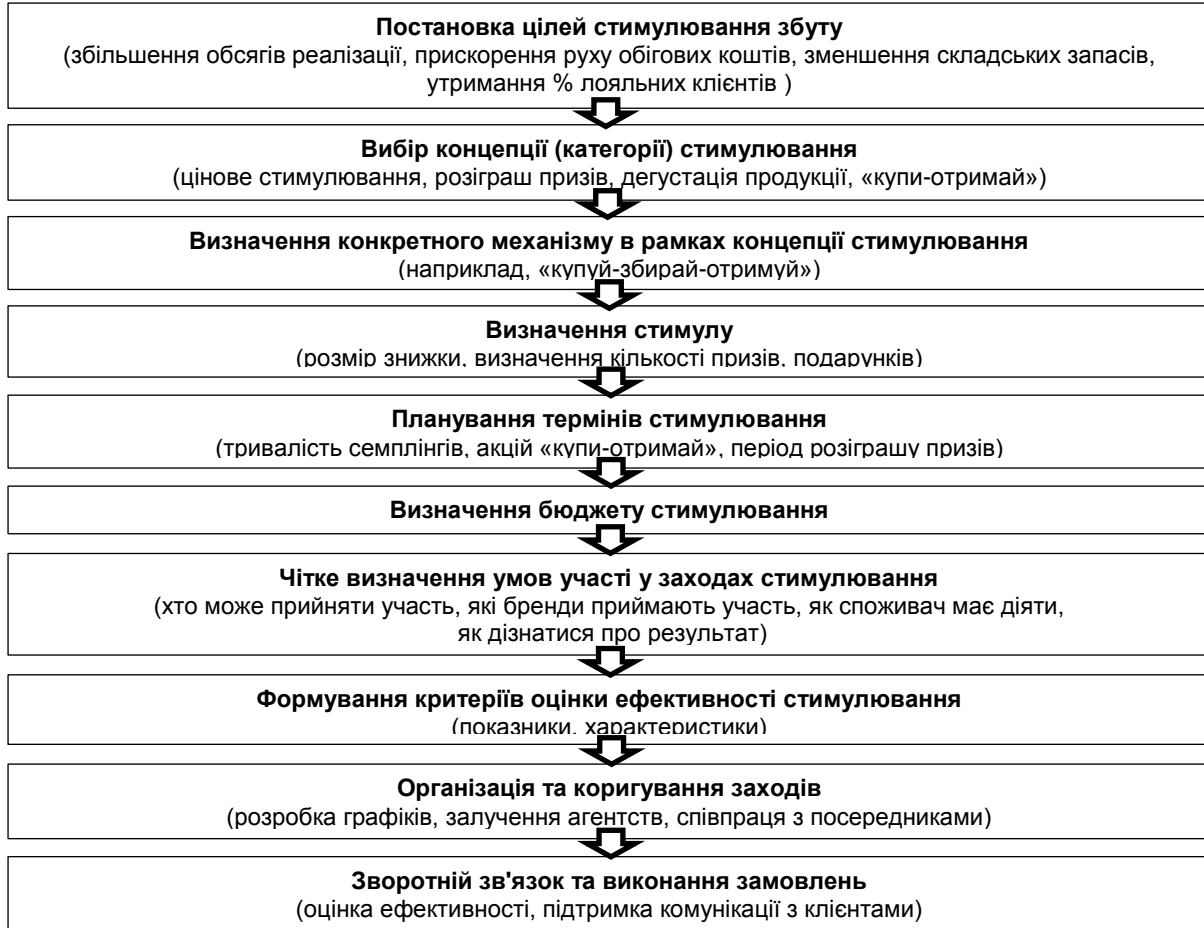 Постановка цілей стимулювання збуту
(збільшення обсягів реалізації, прискорення руху обігових коштів, зменшення складських запасів,
утримання % лояльних клієнтів )
Вибір концепції (категорії) стимулювання
(цінове стимулювання, розіграш призів, дегустація продукції, «купи-отримай»)
Визначення конкретного механізму в рамках концепції стимулювання
(наприклад, «купуй-збирай-отримуй»)
Визначення стимулу
(розмір знижки, визначення кількості призів, подарунків)
Планування термінів стимулювання
(тривалість семплінгів, акцій «купи-отримай», період розіграшу призів)
Визначення бюджету стимулювання
Чітке визначення умов участі у заходах стимулювання
(хто може прийняти участь, які бренди приймають участь, як споживач має діяти,
як дізнатися про результат)
Формування критеріїв оцінки ефективності стимулювання
(показники, характеристики)
Організація та коригування заходів
(розробка графіків, залучення агентств, співпраця з посередниками)
Зворотній зв'язок та виконання замовлень
(оцінка ефективності, підтримка комунікації з клієнтами)